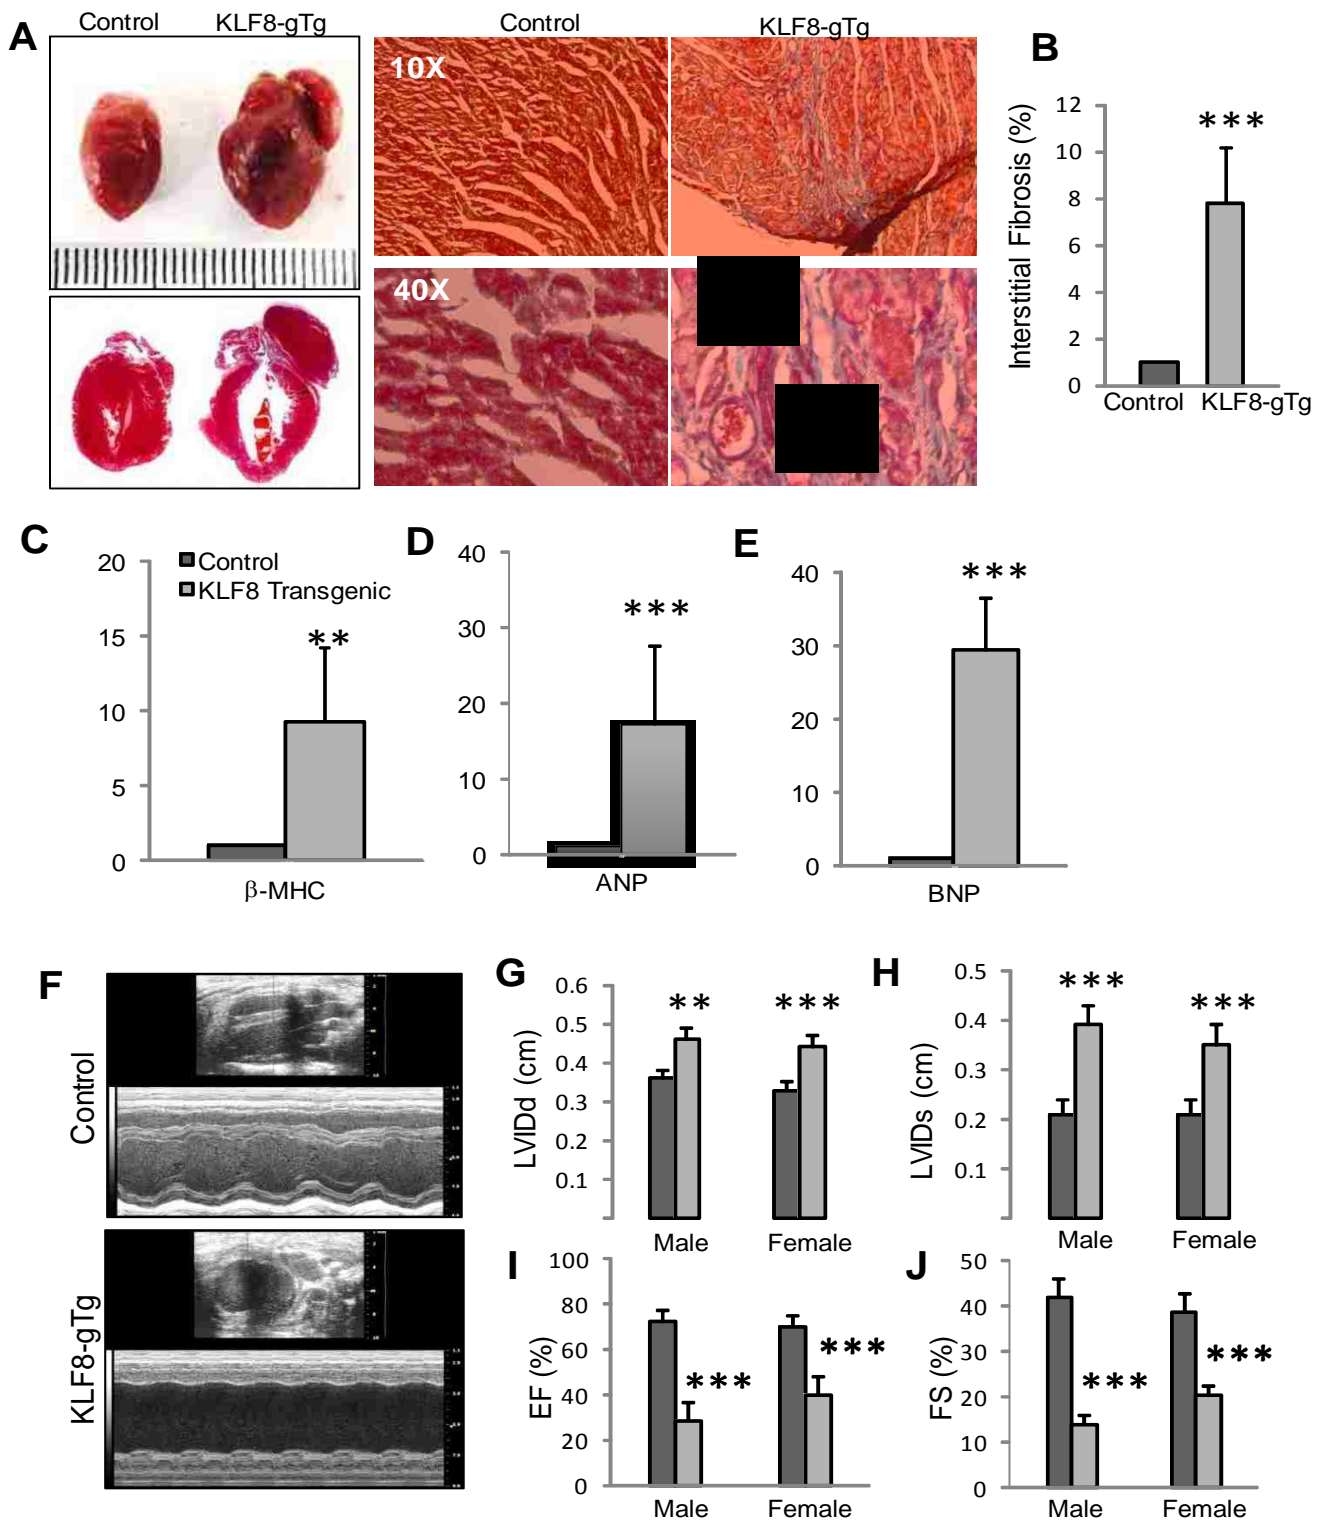 A
Control
KLF8-gTg
Control
KLF8-gTg
10X
40X
B
Interstitial Fibrosis (%)
12
10
8
6
4
2
0
***
Control
KLF8-gTg
C
20
15
10
5
0
Control
KLF8 Transgenic
**
β-MHC
D
40
30
20
10
0
***
ANP
E
40
30
20
10
0
***
BNP
F
Control
KLF8-gTg
G
LVIDd (cm)
0.6
0.5
0.4
0.3
0.2
0.1
**
***
Male
Female
H
LVIDs (cm)
0.5
0.4
0.3
0.2
0.1
***
***
Male
Female
I
EF (%)
100
80
60
40
20
0
***
***
Male
Female
J
FS (%)
50
40
30
20
10
0
***
***
Male
Female